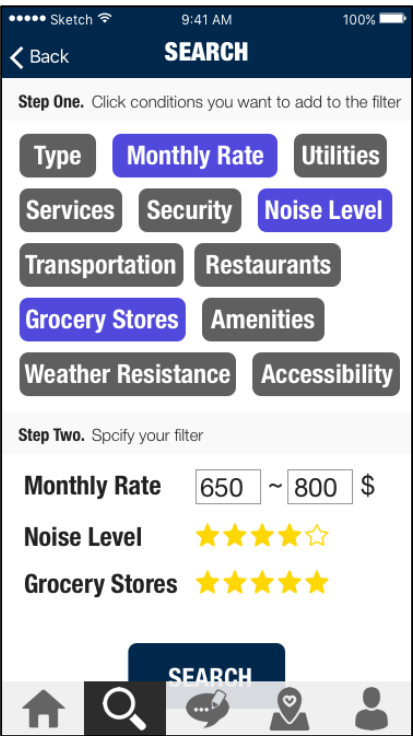 Sketch 9:41 AM 100%
Back SEARCH
Step One. Click conditions you want to add to the filter
Type Monthly Rate Utilities
Services Security Noise Level
Transportation Restaurants
Grocery Stores Amenities
Weather Resistance Accessibility
Step Two. Spcify your filter
Monthly Rate 650 ~ 800 $
Noise Level
Grocery Stores
SEARCH